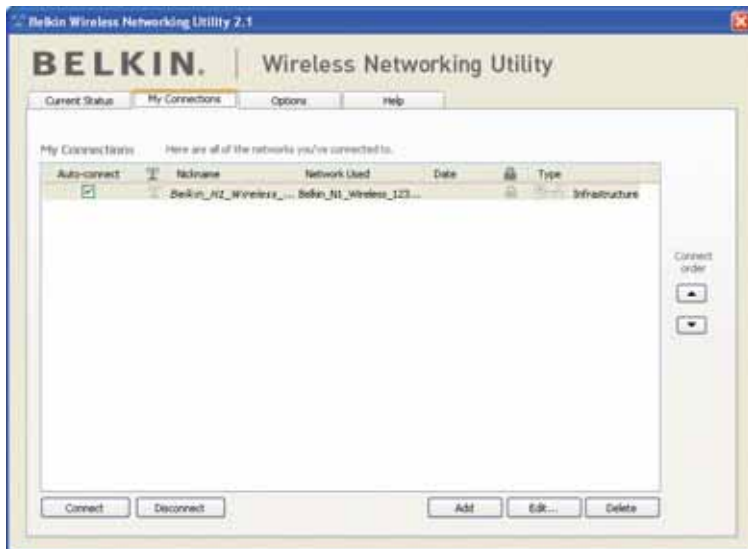 Belkin Wireless Networking Utility 2.1
BELKIN. | Wireless Networking Utility
Current Status My Connections Options Help
My Connections Here are all of the networks you've connected to.
Auto-connect Nickname Network Used Date Type
Belkin_N1_Wireless_... Belkin_N1_Wireless_123... Infrastructure
Connect
order
Connect Disconnect Add Edit... Delete